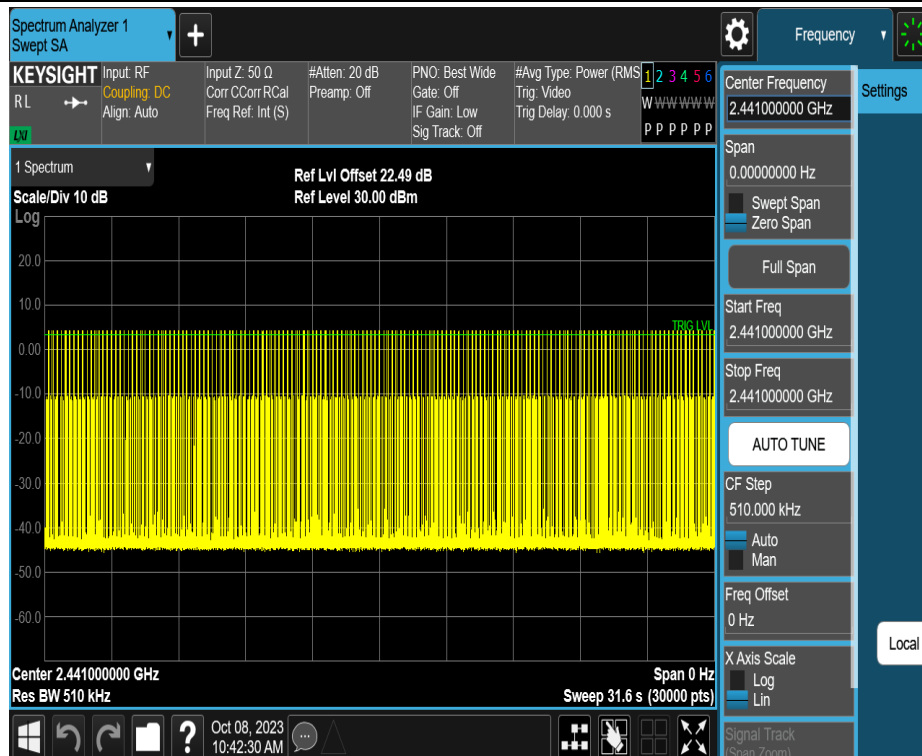 Spectrum Analyzer 1
Swept SA
+
Frequency
KEYSIGHT
RL
LXI
Input: RF
Coupling: DC
Align: Auto
Input Z: 50 Ω
Corr CCorr RCal
Freq Ref: Int (S)
#Atten: 20 dB
Preamp: Off
PNO: Best Wide
Gate: Off
IF Gain: Low
Sig Track: Off
#Avg Type: Power (RMS
Trig: Video
Trig Delay: 0.000 s
1 2 3 4 5 6
W W W W W W
P P P P P P
1 Spectrum
Scale/Div 10 dB
Log
Ref Lvl Offset 22.49 dB
Ref Level 30.00 dBm
20.0
10.0
TRIG LVL
0.00
-10.0
-20.0
-30.0
-40.0
-50.0
-60.0
Center 2.441000000 GHz
Res BW 510 kHz
Span 0 Hz
Sweep 31.6 s (30000 pts)
Center Frequency
2.441000000 GHz
Settings
Span
0.00000000 Hz
Swept Span
Zero Span
Full Span
Start Freq
2.441000000 GHz
Stop Freq
2.441000000 GHz
AUTO TUNE
CF Step
510.000 kHz
Auto
Man
Freq Offset
0 Hz
Local
X Axis Scale
Log
Lin
Signal Track
(Span Zoom)
?
Oct 08, 2023
10:42:30 AM